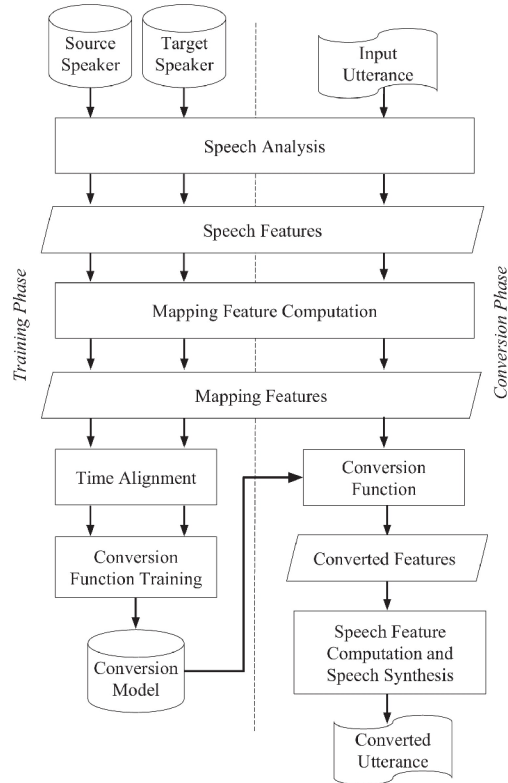 Source
Speaker
Target
Speaker
Input
Utterance
Speech Analysis
Speech Features
Training Phase
Mapping Feature Computation
Conversion Phase
Mapping Features
Time Alignment
Conversion
Function
Conversion
Function Training
Converted Features
Conversion
Model
Speech Feature
Computation and
Speech Synthesis
Converted
Utterance